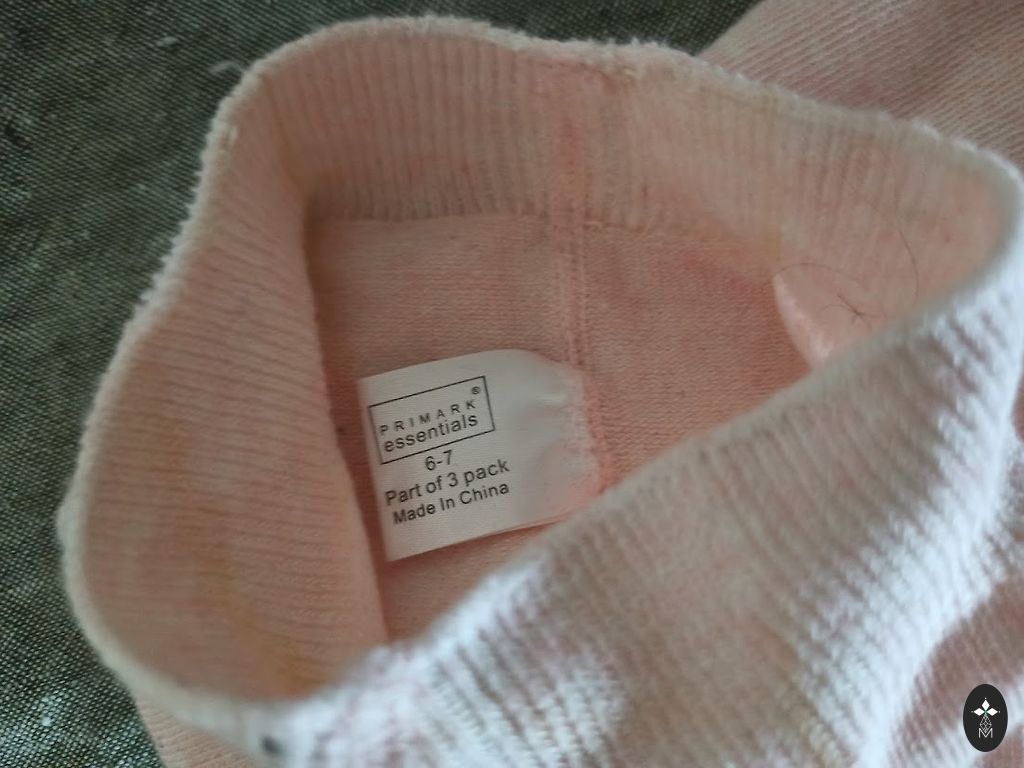 PRIMARK®
essentials
6-7
Part of 3 pack
Made In China
M